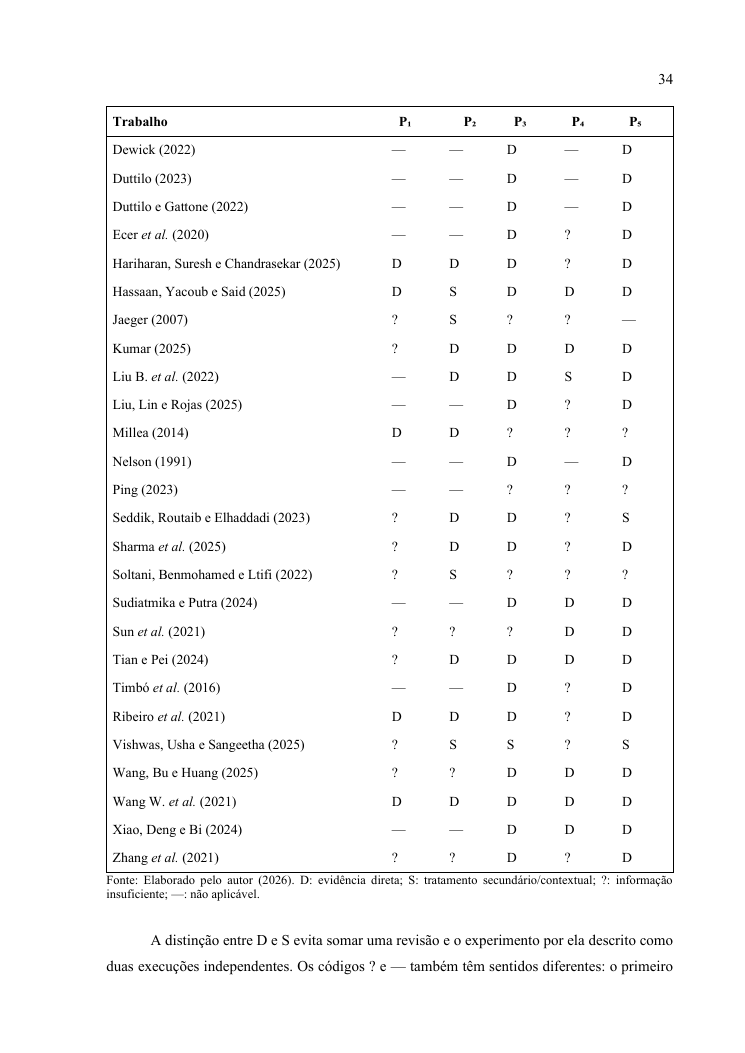 34
Trabalho P₁ P₂ P₃ P₄ P₅
Dewick (2022) — — D — D
Duttilo (2023) — — D — D
Duttilo e Gattone (2022) — — D — D
Ecer et al. (2020) — — D ? D
Hariharan, Suresh e Chandrasekar (2025) D D D ? D
Hassaan, Yacoub e Said (2025) D S D D D
Jaeger (2007) ? S ? ? —
Kumar (2025) ? D D D D
Liu B. et al. (2022) — D D S D
Liu, Lin e Rojas (2025) — — D ? D
Millea (2014) D D ? ? ?
Nelson (1991) — — D — D
Ping (2023) — — ? ? ?
Seddik, Routaib e Elhaddadi (2023) ? D D ? S
Sharma et al. (2025) ? D D ? D
Soltani, Benmohamed e Ltifi (2022) ? S ? ? ?
Sudiatmika e Putra (2024) — — D D D
Sun et al. (2021) ? ? ? D D
Tian e Pei (2024) ? D D D D
Timbó et al. (2016) — — D ? D
Ribeiro et al. (2021) D D D ? D
Vishwas, Usha e Sangeetha (2025) ? S S ? S
Wang, Bu e Huang (2025) ? ? D D D
Wang W. et al. (2021) D D D D D
Xiao, Deng e Bi (2024) — — D D D
Zhang et al. (2021) ? ? D ? D
Fonte: Elaborado pelo autor (2026). D: evidência direta; S: tratamento secundário/contextual; ?: informação
insuficiente; —: não aplicável.
A distinção entre D e S evita somar uma revisão e o experimento por ela descrito como
duas execuções independentes. Os códigos ? e — também têm sentidos diferentes: o primeiro